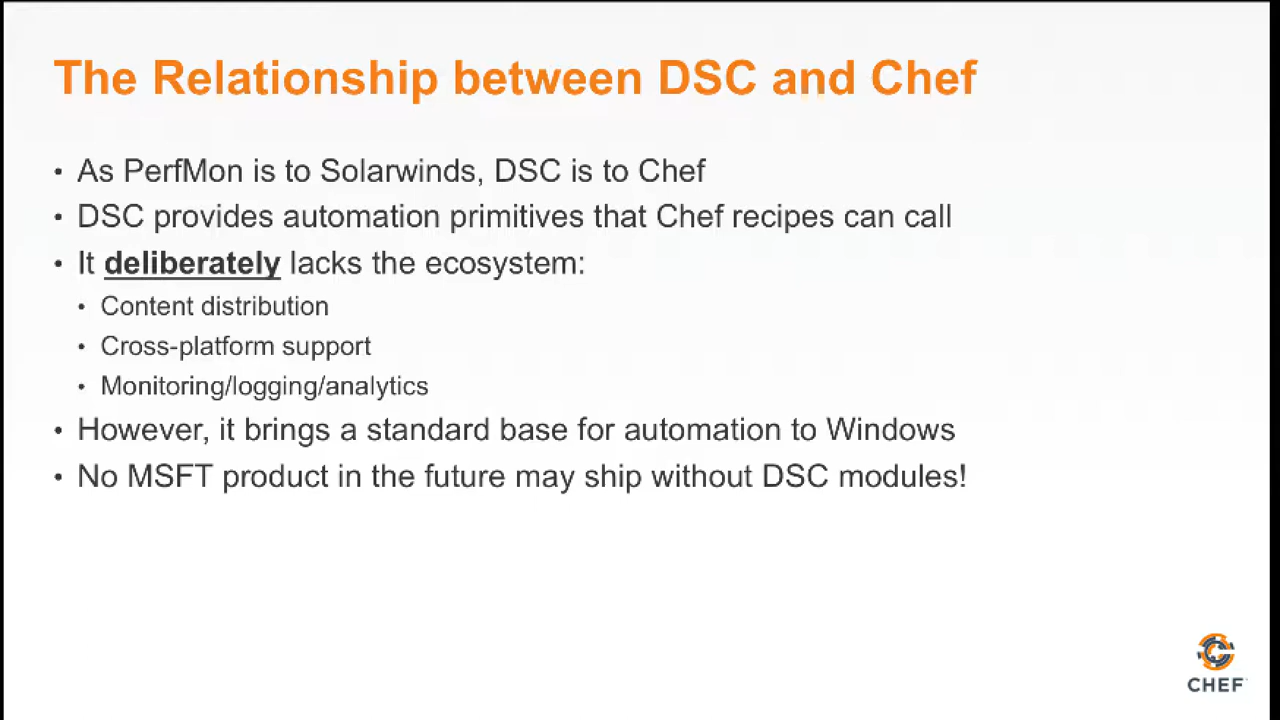 The Relationship between DSC and Chef
• As PerfMon is to Solarwinds, DSC is to Chef
• DSC provides automation primitives that Chef recipes can call
• It deliberately lacks the ecosystem:
• Content distribution
• Cross-platform support
• Monitoring/logging/analytics
• However, it brings a standard base for automation to Windows
• No MSFT product in the future may ship without DSC modules!
CHEF